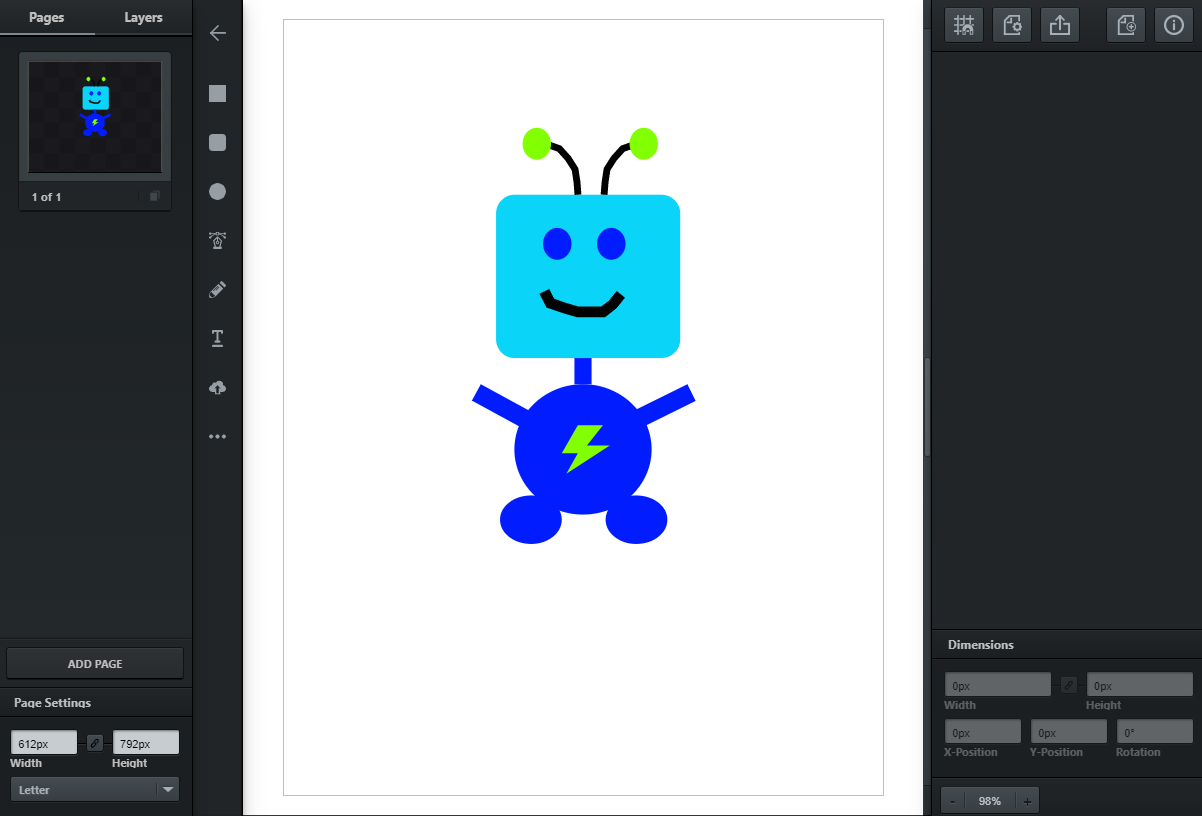 Pages
Layers
1 of 1
ADD PAGE
Page Settings
612px
792px
Width
Height
Letter
Dimensions
0px
0px
Width
Height
0px
0px
0°
X-Position
Y-Position
Rotation
- 98% +